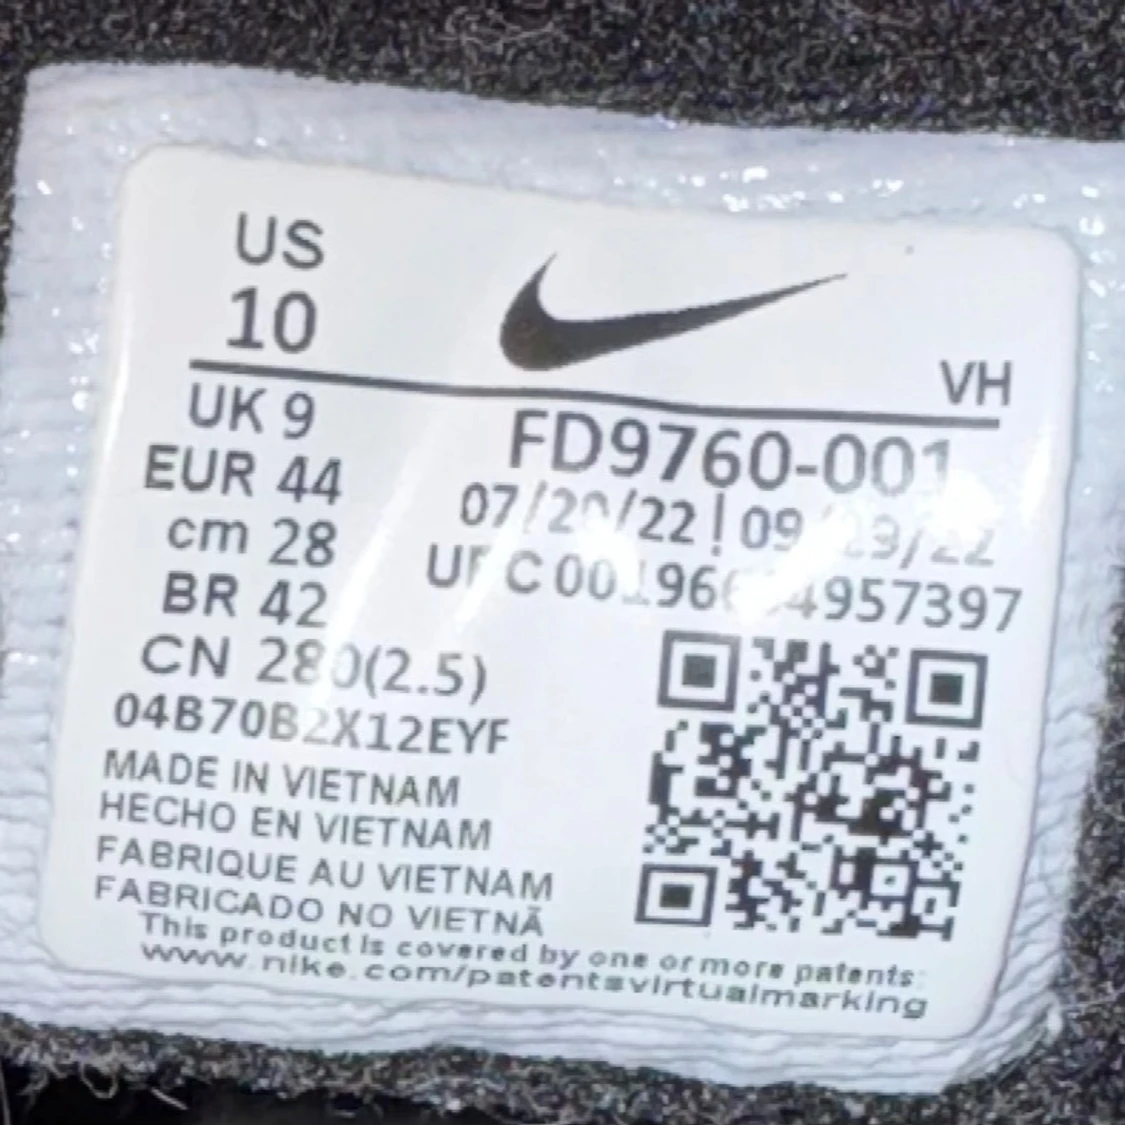 US
10
VH
UK 9
EUR 44
cm 28
BR 42
CN 280(2.5)
04B70B2X12EYF
FD9760-001
MADE IN VIETNAM
HECHO EN VIETNAM
FABRIQUE AU VIETNAM
FABRICADO NO VIETNÃ
This product is covered by one or more patents:
www.nike.com/patentsvirtualmarking